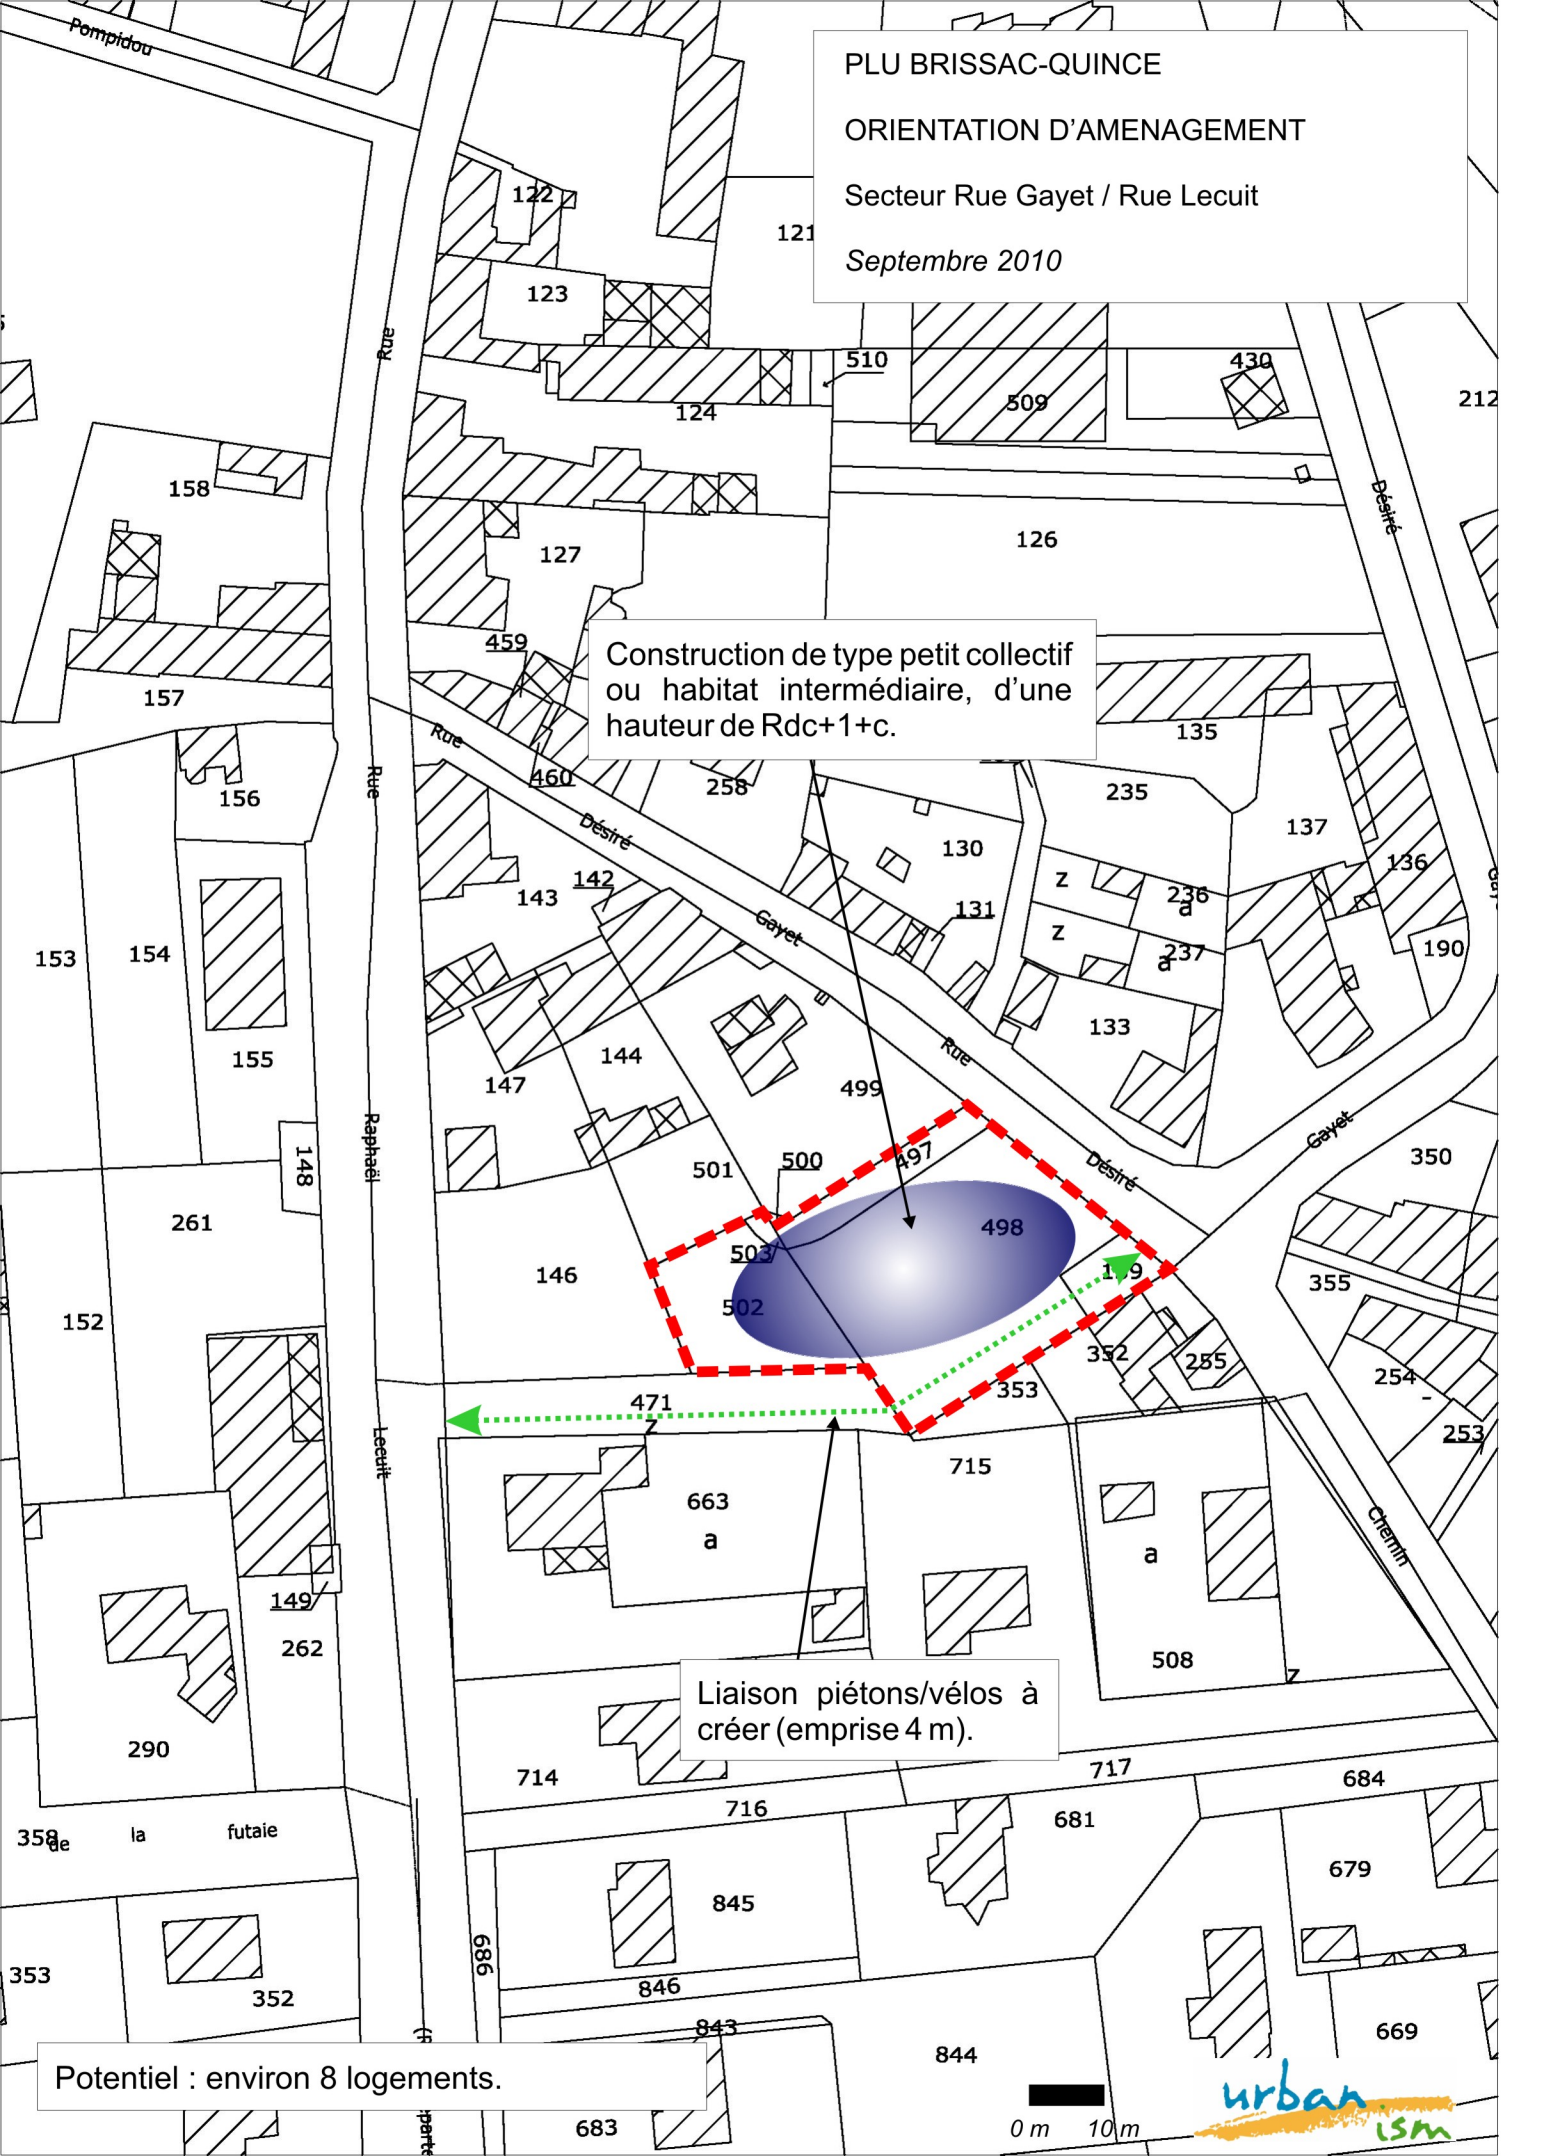 Pompidou
PLU BRISSAC-QUINCE
ORIENTATION D'AMENAGEMENT
Secteur Rue Gayet / Rue Lecuit
Septembre 2010
122
121
123
Rue
510
430
509
212
124
158
Désiré
126
127
459
Construction de type petit collectif
ou habitat intermédiaire, d'une
hauteur de Rdc+1+c.
157
Rue
135
Rue
460
258
235
156
Désiré
137
130
136
142
z
236
a
143
131
Gayet
z
237
a
190
153
154
133
144
Rue
155
147
499
Gayet
Raphaël
497
350
148
501
500
Désiré
261
498
503
146
355
502
152
352
255
353
254
471
z
253
Lecuit
715
663
a
a
Chemin
149
262
508
z
Liaison piétons/vélos à
créer (emprise 4 m).
290
714
717
684
716
681
358
de la futaie
679
845
686
353
846
352
843
669
844
Potentiel : environ 8 logements.
683
0 m 10 m
urban
ism